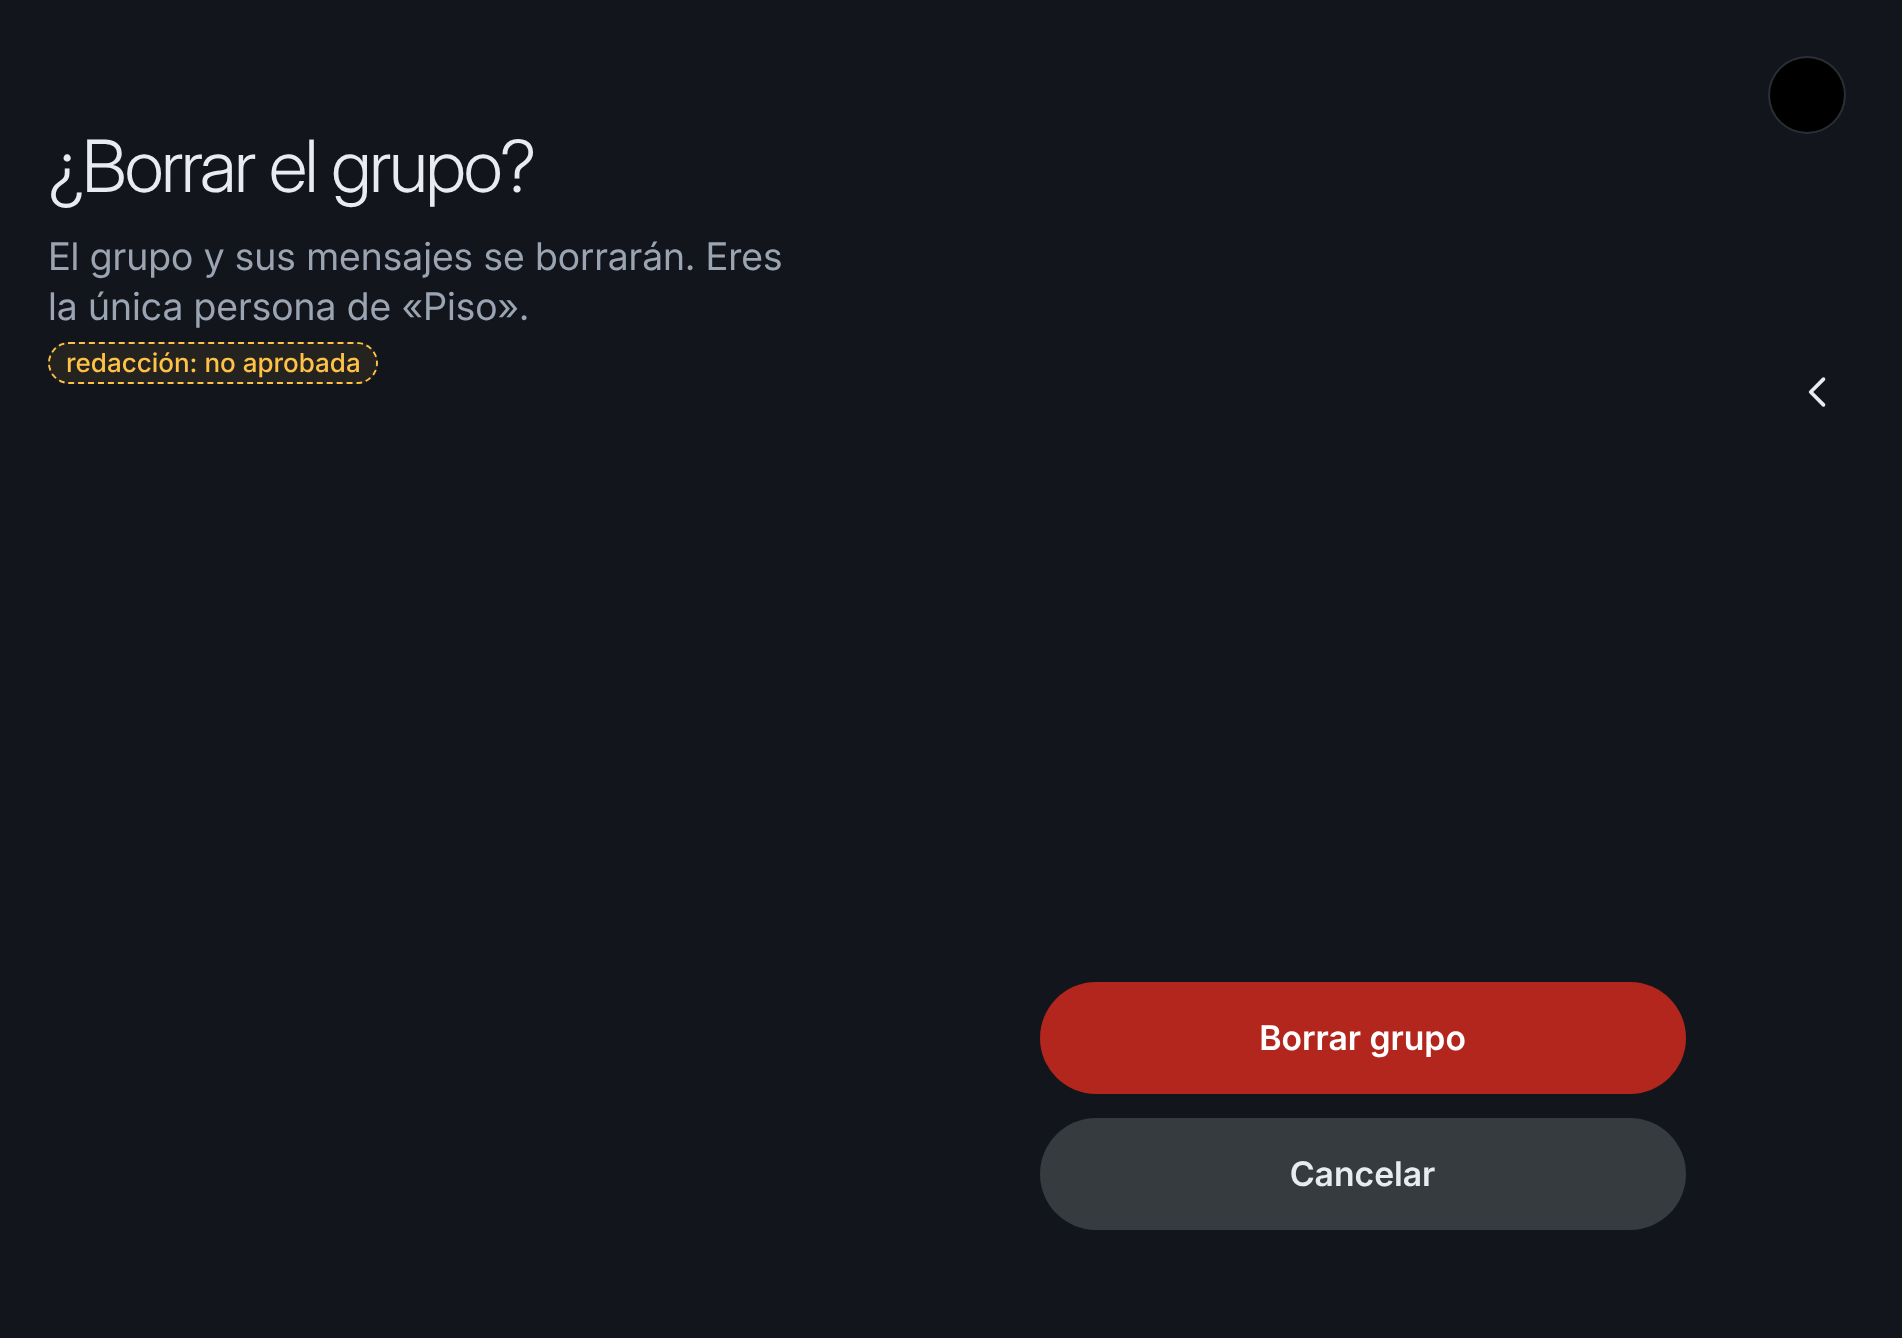 ¿Borrar el grupo?
El grupo y sus mensajes se borrarán. Eres
la única persona de «Piso».
redacción: no aprobada
Borrar grupo
Cancelar